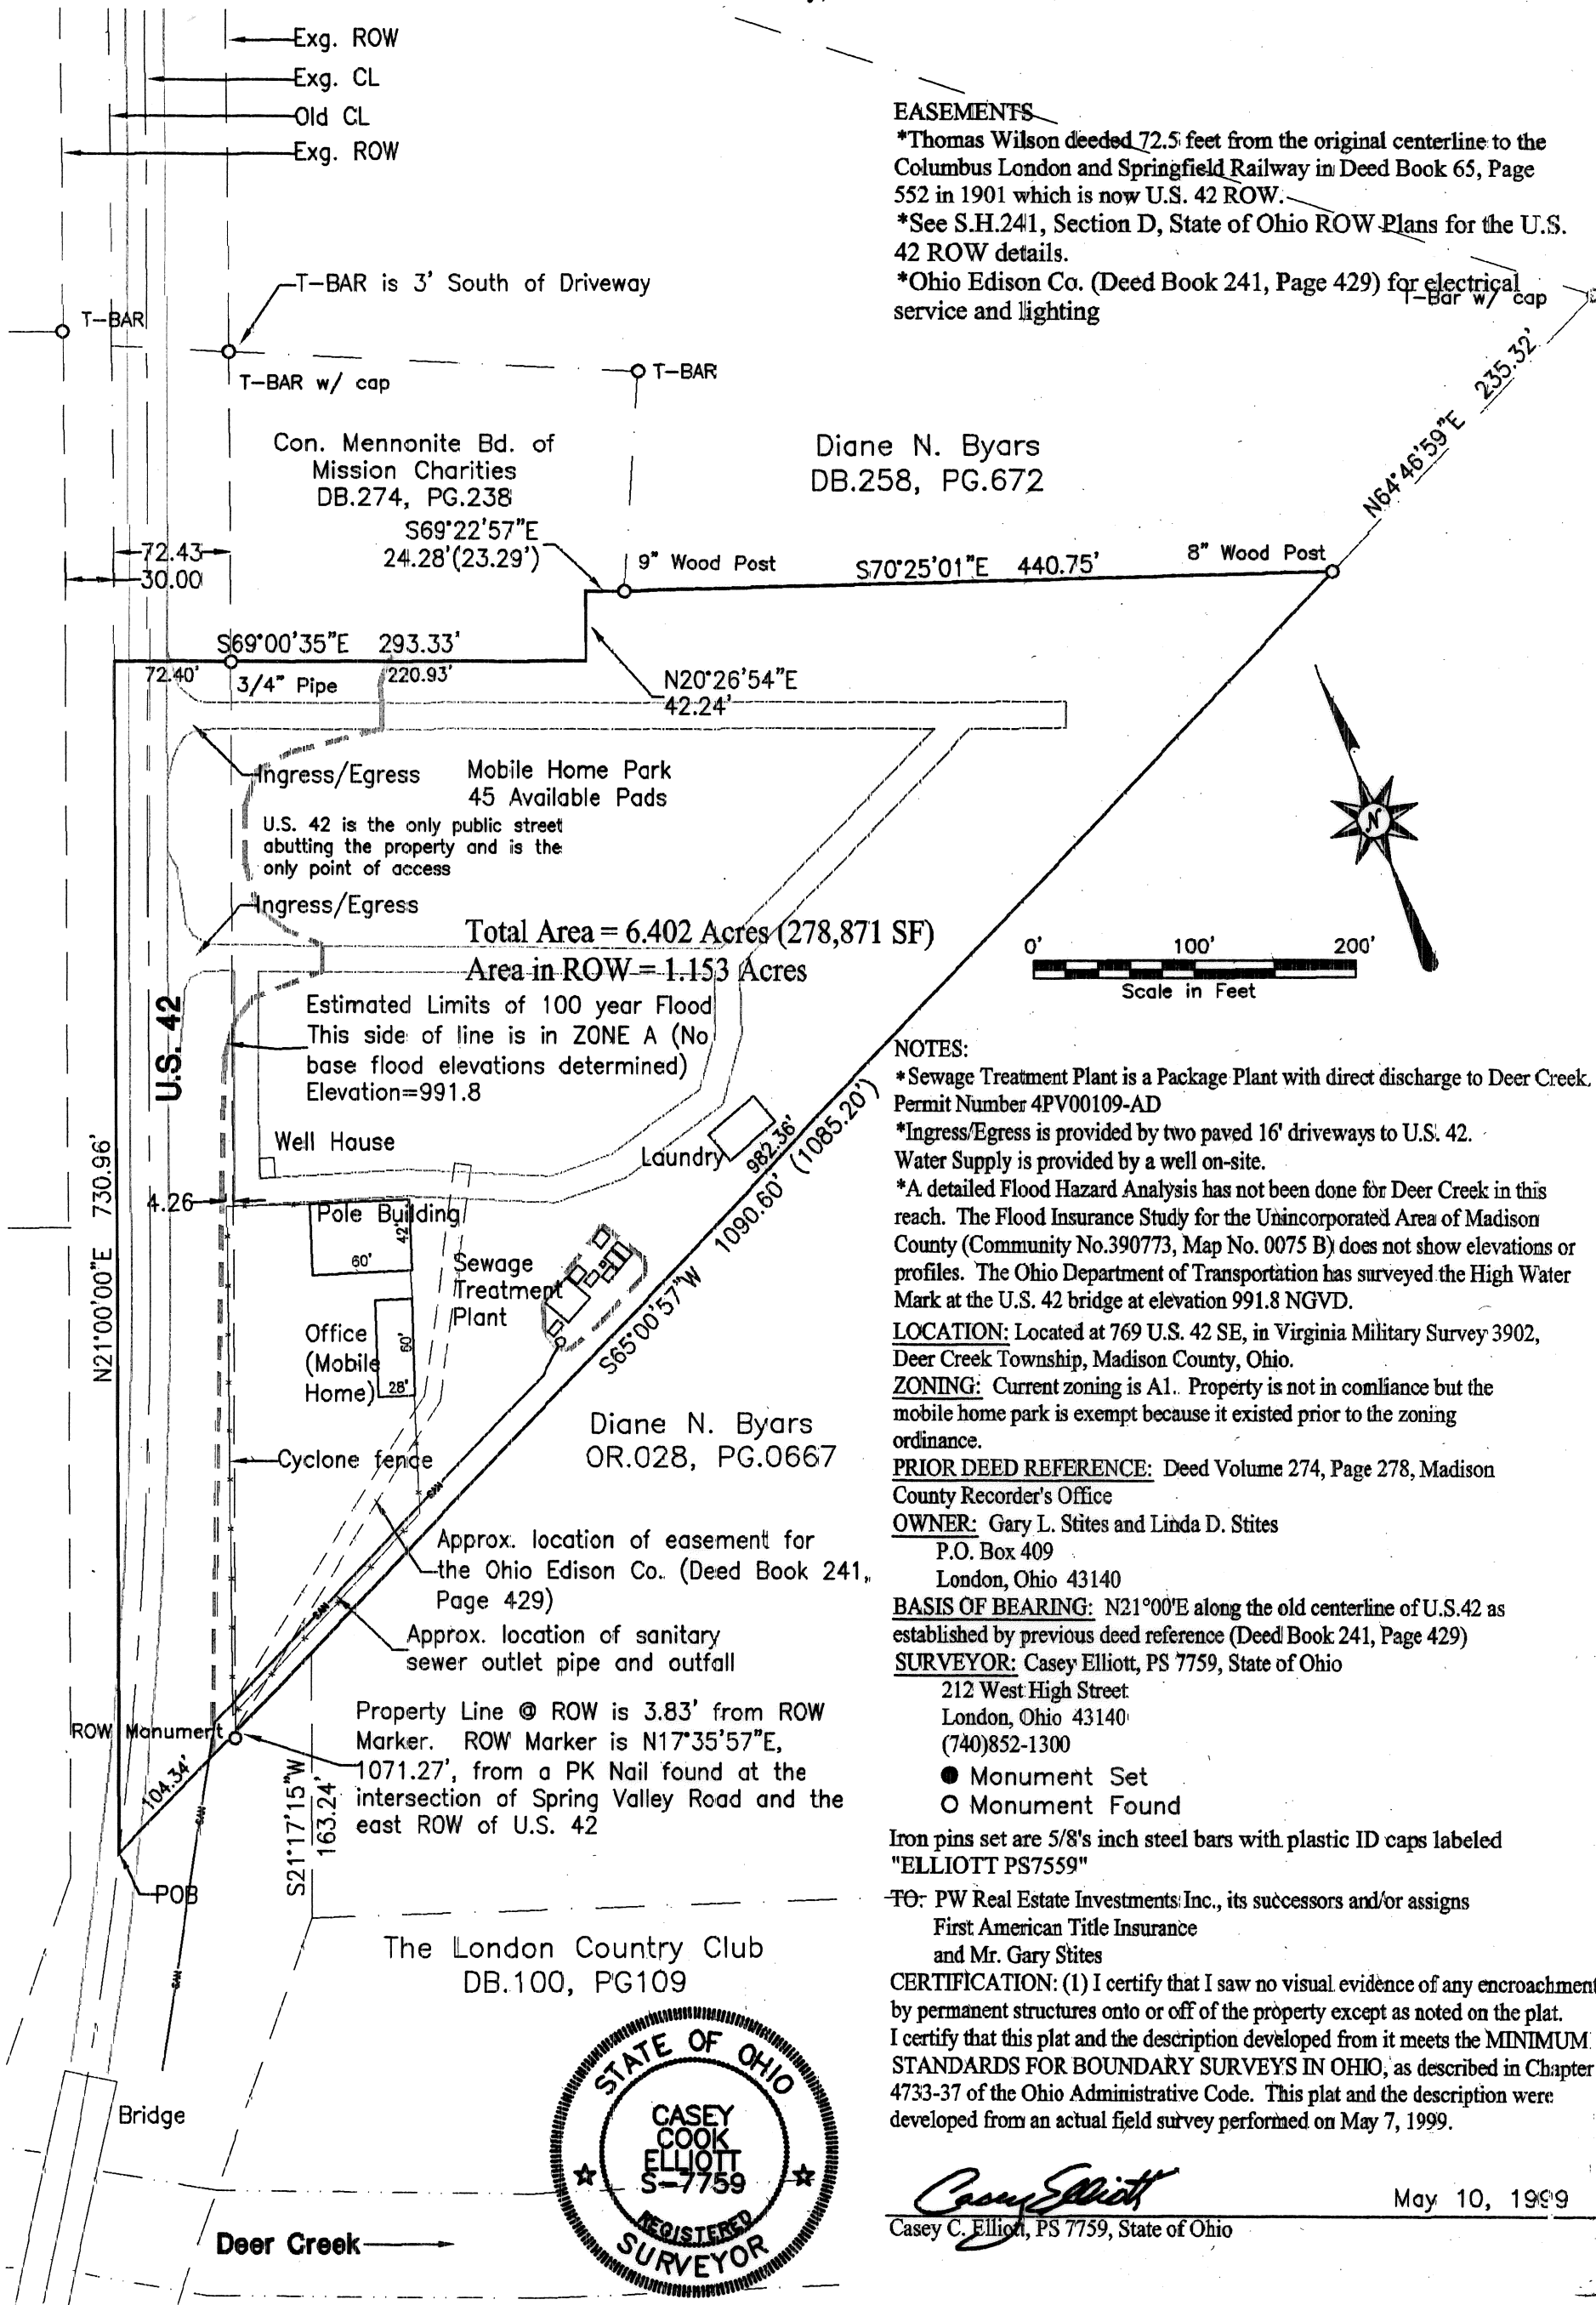 Exg. ROW
Exg. CL
Old CL
Exg. ROW
EASEMENTS
*Thomas Wilson deeded 72.5 feet from the original centerline to the
Columbus London and Springfield Railway in Deed Book 65, Page
552 in 1901 which is now U.S. 42 ROW.
*See S.H.241, Section D, State of Ohio ROW Plans for the U.S.
42 ROW details.
*Ohio Edison Co. (Deed Book 241, Page 429) for electrical
service and lighting
T-Bar w/ cap
T-BAR is 3' South of Driveway
T-BAR
T-BAR w/ cap
T-BAR
235.32'
N64°46'59"E
Con. Mennonite Bd. of
Mission Charities
DB.274, PG.238
Diane N. Byars
DB.258, PG.672
S69°22'57"E
24.28'(23.29')
72.43
30.00
9" Wood Post
S70°25'01"E 440.75'
8" Wood Post
S69°00'35"E 293.33'
72.40'
3/4" Pipe
220.93'
N20°26'54"E
42.24'
Ingress/Egress
Mobile Home Park
45 Available Pads
U.S. 42 is the only public street
abutting the property and is the
only point of access
Ingress/Egress
N
Total Area = 6.402 Acres (278,871 SF)
Area in ROW = 1.153 Acres
0' 100' 200'
Scale in Feet
U.S. 42
Estimated Limits of 100 year Flood
This side of line is in ZONE A (No
base flood elevations determined)
Elevation=991.8
Well House
Laundry
982.36'
1090.60' (1085.20')
S65°00'57"W
N21°00'00"E 730.96'
4.26
Pole Building
42'
60'
Sewage
Treatment
Plant
Office
(Mobile
Home)
60'
28'
Diane N. Byars
OR.028, PG.0667
Cyclone fence
Approx. location of easement for
the Ohio Edison Co. (Deed Book 241,
Page 429)
Approx. location of sanitary
sewer outlet pipe and outfall
ROW Monument
Property Line @ ROW is 3.83' from ROW
Marker. ROW Marker is N17°35'57"E,
1071.27', from a PK Nail found at the
intersection of Spring Valley Road and the
east ROW of U.S. 42
104.34'
S21°17'15"W
163.24'
POB
SAN
SAN
SAN
SAN
The London Country Club
DB.100, PG109
Bridge
Deer Creek
NOTES:
*Sewage Treatment Plant is a Package Plant with direct discharge to Deer Creek.
Permit Number 4PV00109-AD
*Ingress/Egress is provided by two paved 16' driveways to U.S. 42.
Water Supply is provided by a well on-site.
*A detailed Flood Hazard Analysis has not been done for Deer Creek in this
reach. The Flood Insurance Study for the Unincorporated Area of Madison
County (Community No.390773, Map No. 0075 B) does not show elevations or
profiles. The Ohio Department of Transportation has surveyed the High Water
Mark at the U.S. 42 bridge at elevation 991.8 NGVD.
LOCATION: Located at 769 U.S. 42 SE, in Virginia Military Survey 3902,
Deer Creek Township, Madison County, Ohio.
ZONING: Current zoning is A1. Property is not in comliance but the
mobile home park is exempt because it existed prior to the zoning
ordinance.
PRIOR DEED REFERENCE: Deed Volume 274, Page 278, Madison
County Recorder's Office
OWNER: Gary L. Stites and Linda D. Stites
P.O. Box 409
London, Ohio 43140
BASIS OF BEARING: N21°00'E along the old centerline of U.S.42 as
established by previous deed reference (Deed Book 241, Page 429)
SURVEYOR: Casey Elliott, PS 7759, State of Ohio
212 West High Street
London, Ohio 43140
(740)852-1300
Monument Set
Monument Found
Iron pins set are 5/8's inch steel bars with plastic ID caps labeled
"ELLIOTT PS7559"
TO: PW Real Estate Investments Inc., its successors and/or assigns
First American Title Insurance
and Mr. Gary Stites
CERTIFICATION: (1) I certify that I saw no visual evidence of any encroachment
by permanent structures onto or off of the property except as noted on the plat.
I certify that this plat and the description developed from it meets the MINIMUM
STANDARDS FOR BOUNDARY SURVEYS IN OHIO, as described in Chapter
4733-37 of the Ohio Administrative Code. This plat and the description were
developed from an actual field survey performed on May 7, 1999.
STATE OF OHIO
CASEY
COOK
ELLIOTT
S-7759
REGISTERED
SURVEYOR
Casey Elliott
May 10, 1999
Casey C. Elliott, PS 7759, State of Ohio